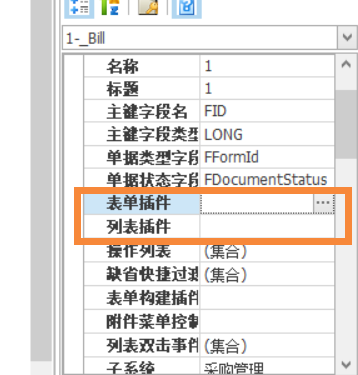 1-_Bill
名称 1
标题 1
主键字段名 FID
主键字段类型 LONG
单据类型字段 FFormId
单据状态字段 FDocumentStatus
表单插件 ...
列表插件
操作列表 (集合)
缺省快捷过滤 (集合)
表单构建插件
附件菜单控制
列表双击事件 (集合)
子系统 采购管理